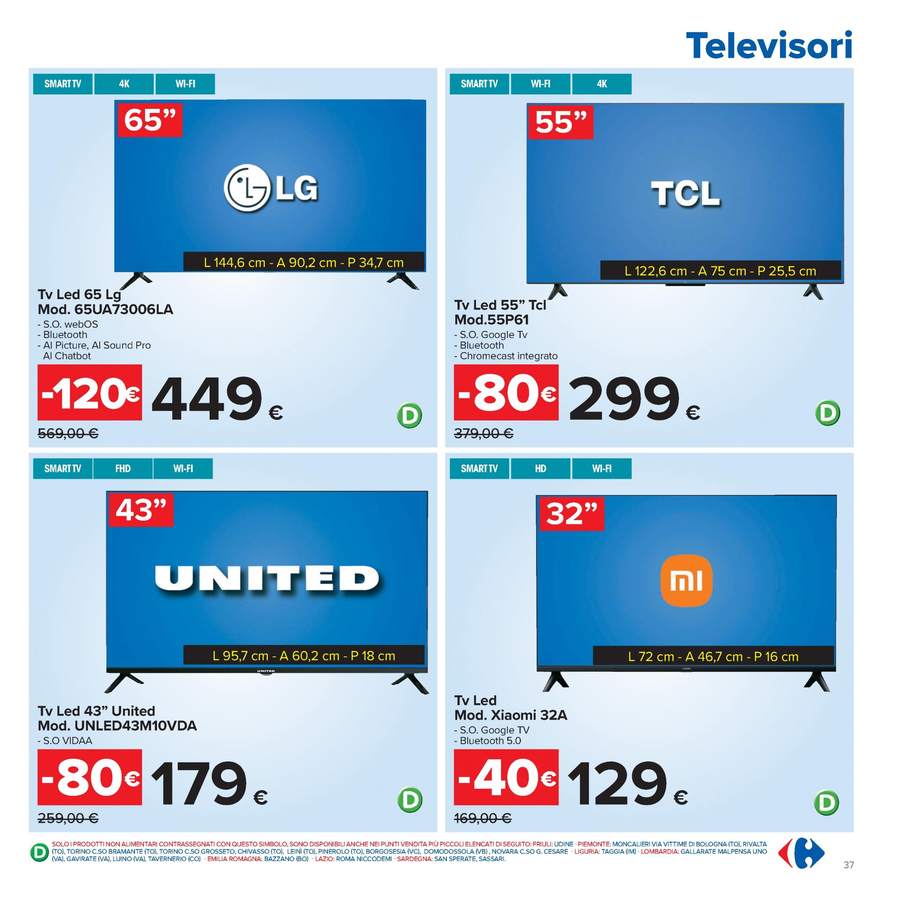 Televisori
SMART TV 4K WI-FI
65”
LG
L 144,6 cm - A 90,2 cm - P 34,7 cm
Tv Led 65 Lg
Mod. 65UA73006LA
- S.O. webOS
- Bluetooth
- AI Picture, AI Sound Pro
AI Chatbot
-120€
449 €
569,00 €
D
SMART TV WI-FI 4K
55”
TCL
L 122,6 cm - A 75 cm - P 25,5 cm
Tv Led 55” Tcl
Mod.55P61
- S.O. Google Tv
- Bluetooth
- Chromecast integrato
-80€
299 €
379,00 €
D
SMART TV FHD WI-FI
43”
UNITED
L 95,7 cm - A 60,2 cm - P 18 cm
UNITED
Tv Led 43” United
Mod. UNLED43M10VDA
- S.O VIDAA
-80€
179 €
259,00 €
D
SMART TV HD WI-FI
32”
mi
L 72 cm - A 46,7 cm - P 16 cm
Tv Led
Mod. Xiaomi 32A
- S.O. Google TV
- Bluetooth 5.0
-40€
129 €
169,00 €
D
D
SOLO I PRODOTTI NON ALIMENTARI CONTRASSEGNATI CON QUESTO SIMBOLO, SONO DISPONIBILI ANCHE NEI PUNTI VENDITA PIÙ PICCOLI ELENCATI DI SEGUITO: FRIULI: UDINE · PIEMONTE: MONCALIERI VIA VITTIME DI BOLOGNA (TO), RIVALTA
(TO), TORINO C.SO BRAMANTE (TO), TORINO C.SO GROSSETO, CHIVASSO (TO), LEINÌ (TO), PINEROLO (TO), BORGOSESIA (VC), DOMODOSSOLA (VB), NOVARA C.SO G. CESARE · LIGURIA: TAGGIA (IM) · LOMBARDIA: GALLARATE MALPENSA UNO
(VA), GAVIRATE (VA), LUINO (VA), TAVERNERIO (CO) · EMILIA ROMAGNA: BAZZANO (BO) · LAZIO: ROMA NICCODEMI · SARDEGNA: SAN SPERATE, SASSARI.
37